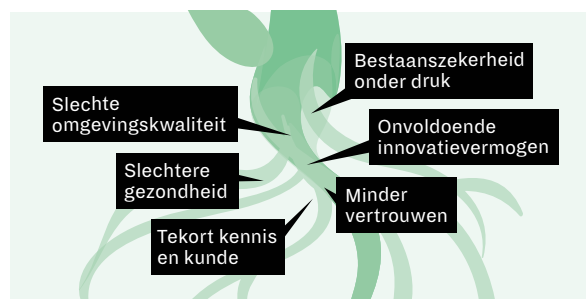 Bestaanszekerheid
onder druk
Slechte
omgevingskwaliteit
Onvoldoende
innovatievermogen
Slechtere
gezondheid
Minder
vertrouwen
Tekort kennis
en kunde